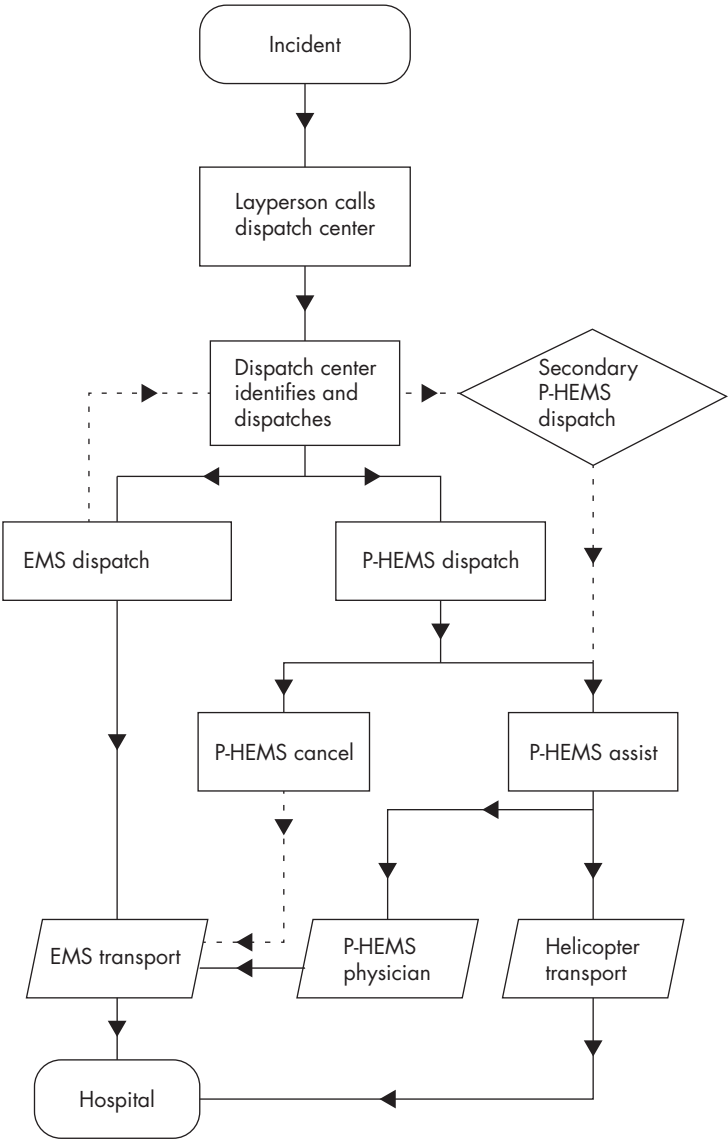 Incident
Layperson calls
dispatch center
Dispatch center
identifies and
dispatches
Secondary
P-HEMS
dispatch
EMS dispatch
P-HEMS dispatch
P-HEMS cancel
P-HEMS assist
EMS transport
P-HEMS
physician
Helicopter
transport
Hospital